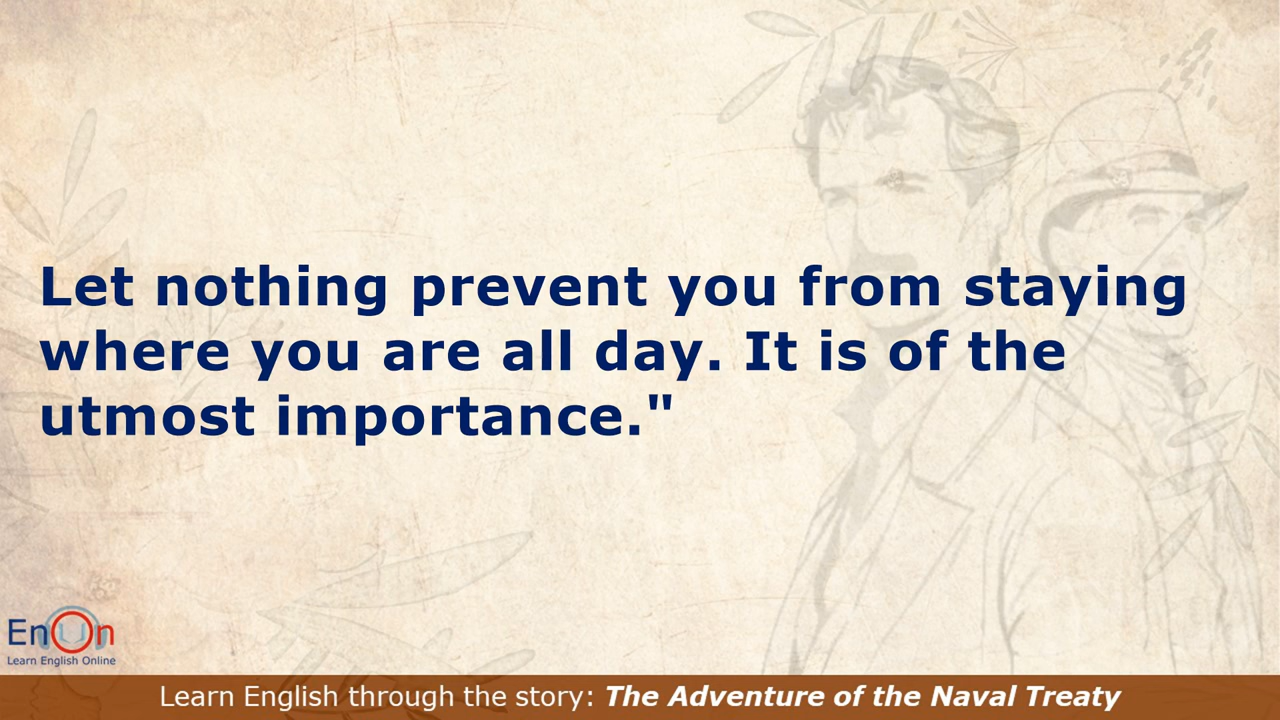 Let nothing prevent you from staying
where you are all day. It is of the
utmost importance."
EnOn
Learn English Online
Learn English through the story: The Adventure of the Naval Treaty